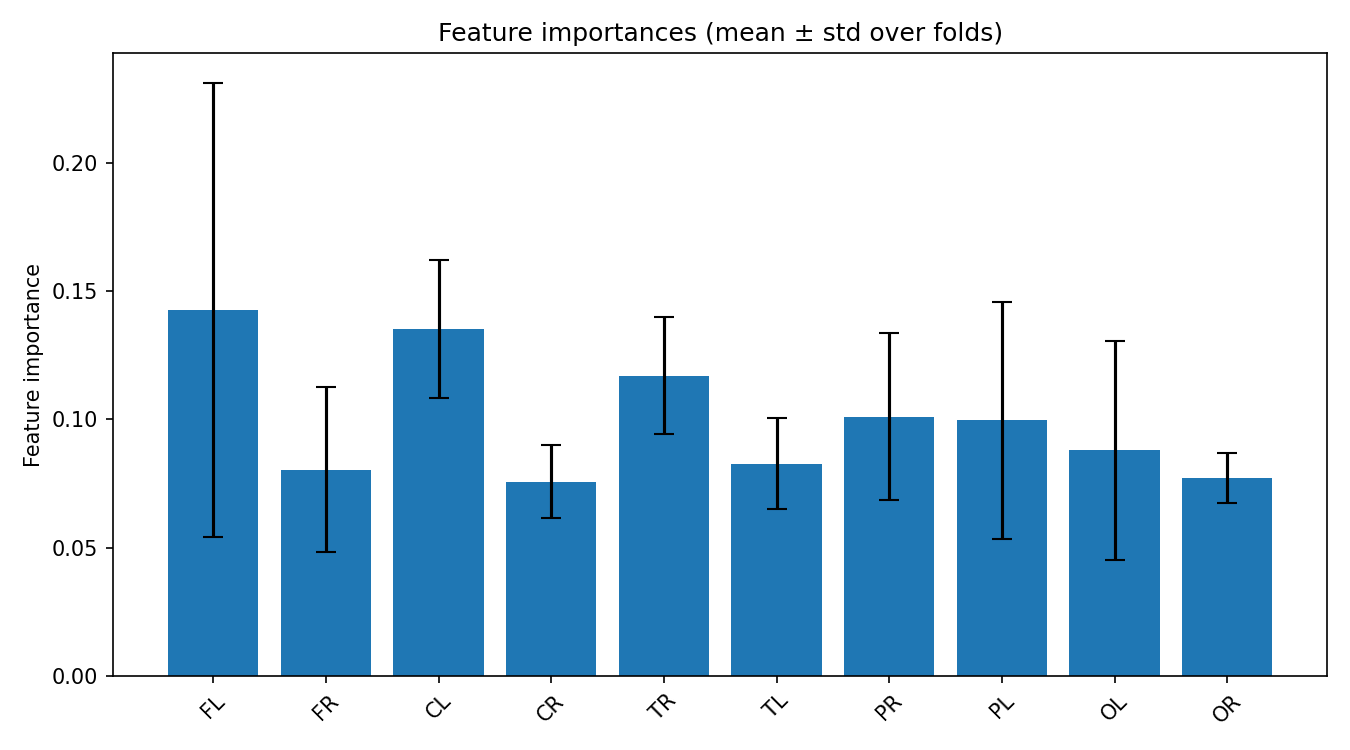 Feature importances (mean ± std over folds)
Feature importance
0.20
0.15
0.10
0.05
0.00
FL
FR
CL
CR
TR
TL
PR
PL
OL
OR